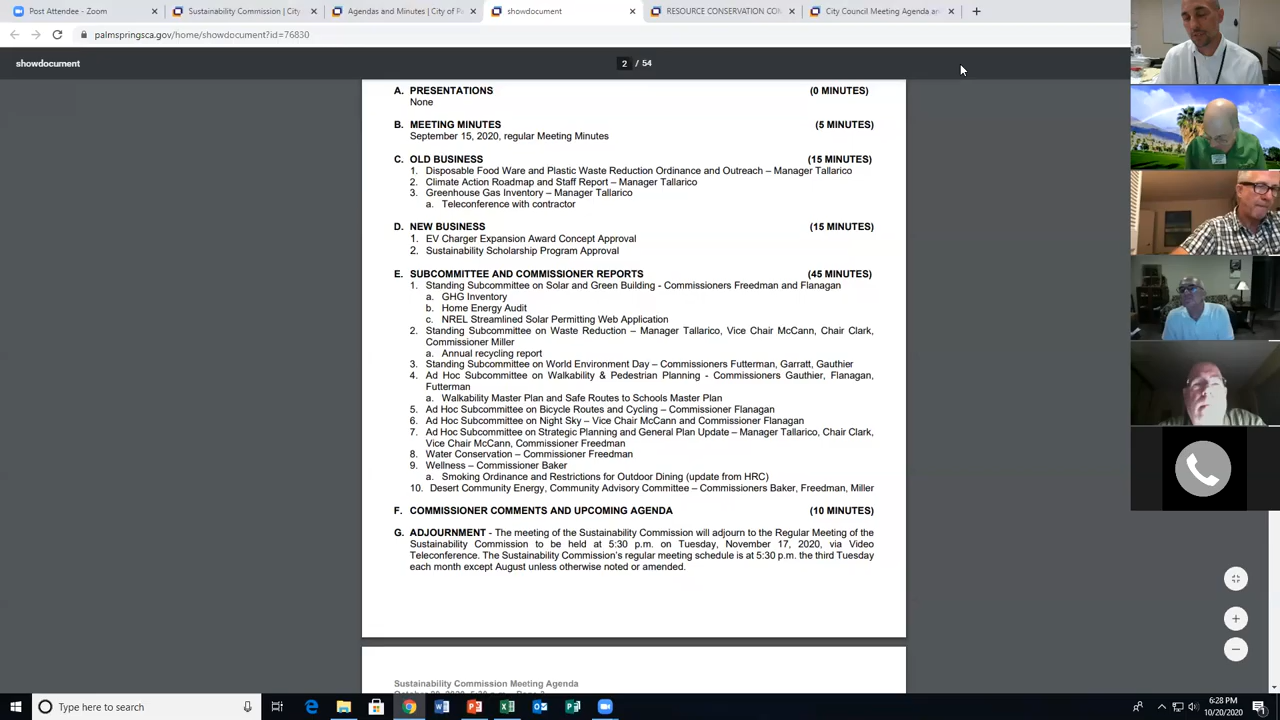 Post Attendee - Zoom
Sustainability Commission | City
Agendas and Minutes | City of Pa
showdocument
RESOURCE CONSERVATION COM
City Council Meeting Agenda an
palmspringsca.gov/home/showdocument?id=76830
showdocument
2 / 54
A. PRESENTATIONS (0 MINUTES)
None
B. MEETING MINUTES (5 MINUTES)
September 15, 2020, regular Meeting Minutes
C. OLD BUSINESS (15 MINUTES)
1. Disposable Food Ware and Plastic Waste Reduction Ordinance and Outreach – Manager Tallarico
2. Climate Action Roadmap and Staff Report – Manager Tallarico
3. Greenhouse Gas Inventory – Manager Tallarico
a. Teleconference with contractor
D. NEW BUSINESS (15 MINUTES)
1. EV Charger Expansion Award Concept Approval
2. Sustainability Scholarship Program Approval
E. SUBCOMMITTEE AND COMMISSIONER REPORTS (45 MINUTES)
1. Standing Subcommittee on Solar and Green Building - Commissioners Freedman and Flanagan
a. GHG Inventory
b. Home Energy Audit
c. NREL Streamlined Solar Permitting Web Application
2. Standing Subcommittee on Waste Reduction – Manager Tallarico, Vice Chair McCann, Chair Clark,
Commissioner Miller
a. Annual recycling report
3. Standing Subcommittee on World Environment Day – Commissioners Futterman, Garratt, Gauthier
4. Ad Hoc Subcommittee on Walkability & Pedestrian Planning - Commissioners Gauthier, Flanagan,
Futterman
a. Walkability Master Plan and Safe Routes to Schools Master Plan
5. Ad Hoc Subcommittee on Bicycle Routes and Cycling – Commissioner Flanagan
6. Ad Hoc Subcommittee on Night Sky – Vice Chair McCann and Commissioner Flanagan
7. Ad Hoc Subcommittee on Strategic Planning and General Plan Update – Manager Tallarico, Chair Clark,
Vice Chair McCann, Commissioner Freedman
8. Water Conservation – Commissioner Freedman
9. Wellness – Commissioner Baker
a. Smoking Ordinance and Restrictions for Outdoor Dining (update from HRC)
10. Desert Community Energy, Community Advisory Committee – Commissioners Baker, Freedman, Miller
F. COMMISSIONER COMMENTS AND UPCOMING AGENDA (10 MINUTES)
G. ADJOURNMENT - The meeting of the Sustainability Commission will adjourn to the Regular Meeting of the
Sustainability Commission to be held at 5:30 p.m. on Tuesday, November 17, 2020, via Video
Teleconference. The Sustainability Commission's regular meeting schedule is at 5:30 p.m. the third Tuesday
each month except August unless otherwise noted or amended.
Sustainability Commission Meeting Agenda
Type here to search
6:28 PM
10/20/2020